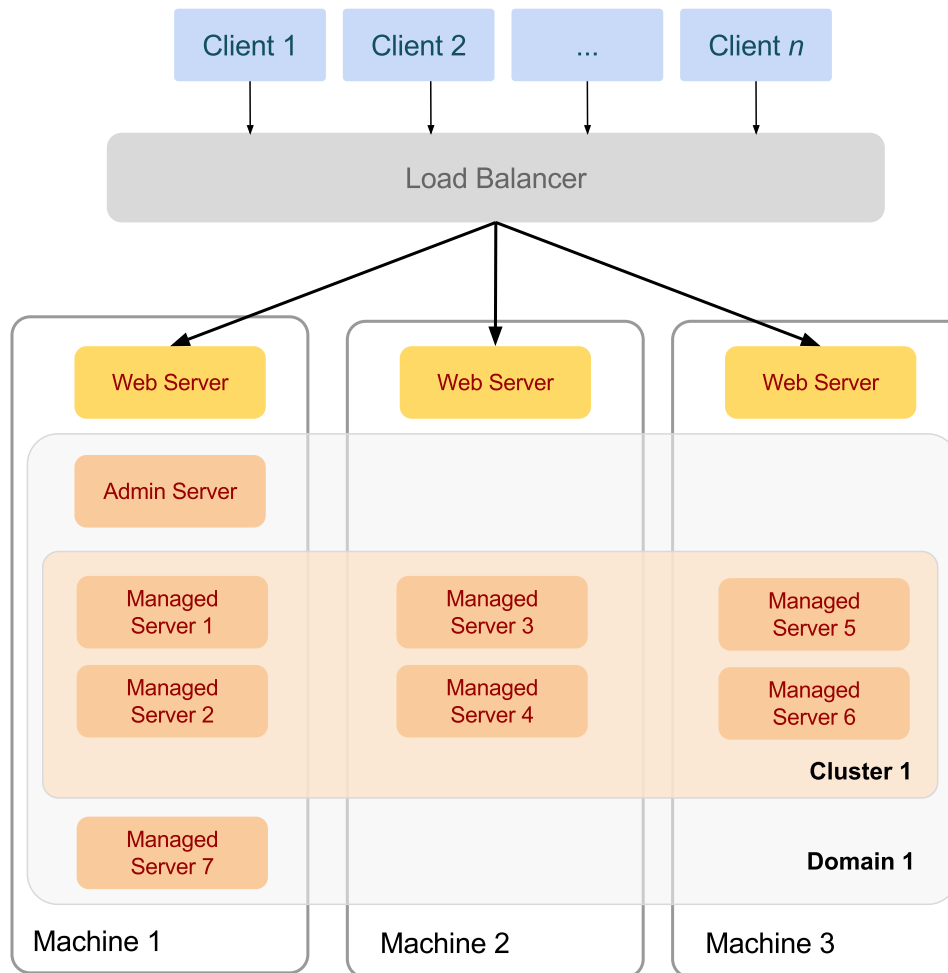 Client 1
Client 2
...
Client n
Load Balancer
Web Server
Web Server
Web Server
Admin Server
Managed
Server 1
Managed
Server 3
Managed
Server 5
Managed
Server 2
Managed
Server 4
Managed
Server 6
Cluster 1
Managed
Server 7
Domain 1
Machine 1
Machine 2
Machine 3